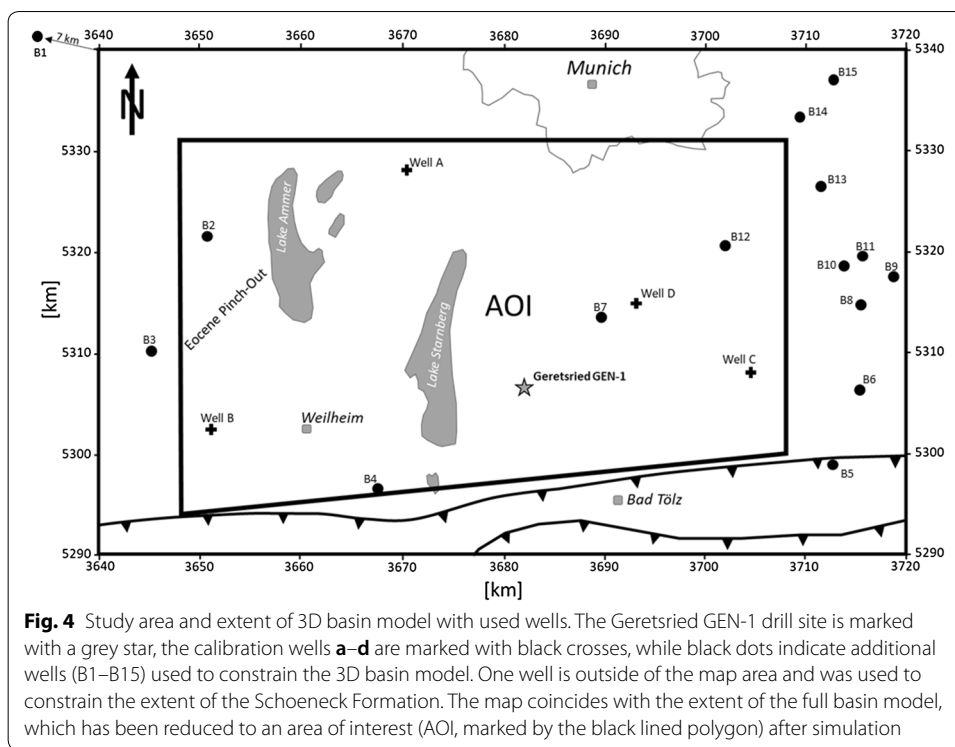 3640 3650 3660 3670 3680 3690 3700 3710 3720
7 km
B1
5340
Munich
B15
B14
N
5330 5330
Well A
B13
Lake Ammer
B2
B12
5320 5320
B11
B10
B9
Eocene Pinch-Out
Well D
AOI
B7
B8
[km]
Lake Starnberg
B3
5310 5310
Well C
Geretsried GEN-1
B6
Well B
Weilheim
5300 5300
B5
B4
Bad Tölz
5290 5290
3640 3650 3660 3670 3680 3690 3700 3710 3720
[km]
Fig. 4 Study area and extent of 3D basin model with used wells. The Geretsried GEN-1 drill site is marked
with a grey star, the calibration wells a–d are marked with black crosses, while black dots indicate additional
wells (B1–B15) used to constrain the 3D basin model. One well is outside of the map area and was used to
constrain the extent of the Schoeneck Formation. The map coincides with the extent of the full basin model,
which has been reduced to an area of interest (AOI, marked by the black lined polygon) after simulation